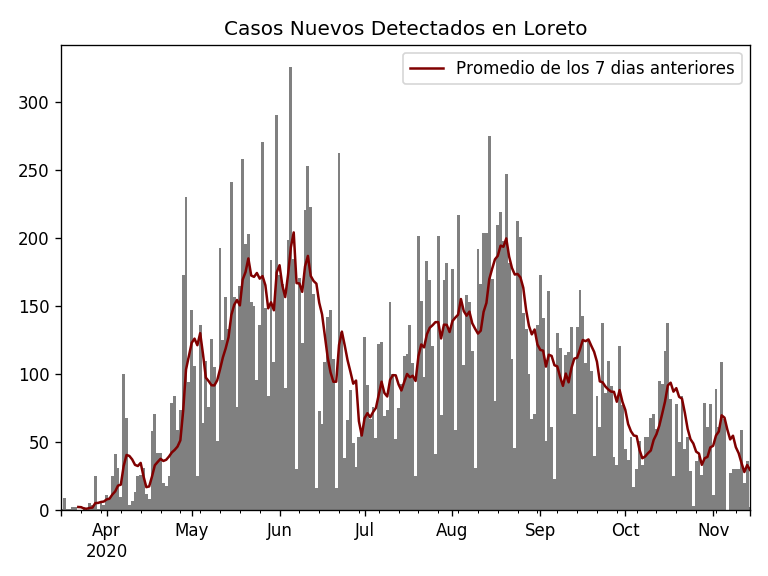 Casos Nuevos Detectados en Loreto
Promedio de los 7 dias anteriores
300
250
200
150
100
50
0
Apr May Jun Jul Aug Sep Oct Nov
2020